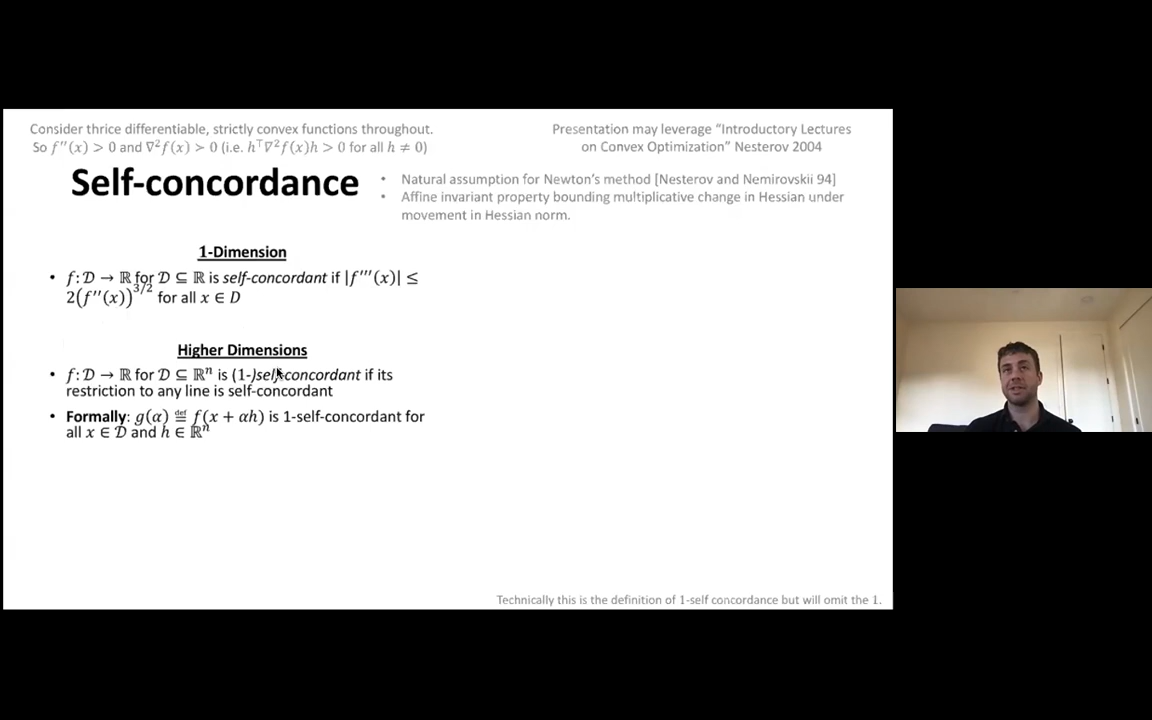 Consider thrice differentiable, strictly convex functions throughout.
So f''(x) > 0 and ∇²f(x) ≻ 0 (i.e. h⊤∇²f(x)h > 0 for all h ≠ 0)
Presentation may leverage “Introductory Lectures
on Convex Optimization” Nesterov 2004
Self-concordance
• Natural assumption for Newton’s method [Nesterov and Nemirovskii 94]
• Affine invariant property bounding multiplicative change in Hessian under
movement in Hessian norm.
1-Dimension
• f: 𝒟 → ℝ for 𝒟 ⊆ ℝ is self-concordant if |f'''(x)| ≤
2(f''(x))^{3/2} for all x ∈ D
Higher Dimensions
• f: 𝒟 → ℝ for 𝒟 ⊆ ℝⁿ is (1-)self-concordant if its
restriction to any line is self-concordant
• Formally: g(α) ≝ f(x + αh) is 1-self-concordant for
all x ∈ 𝒟 and h ∈ ℝⁿ
Technically this is the definition of 1-self concordance but will omit the 1.